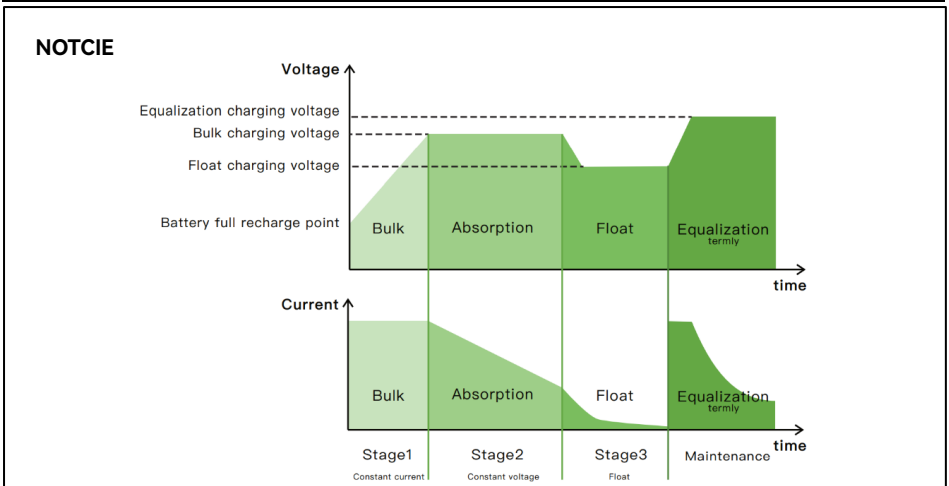 NOTCIE
Voltage
Equalization charging voltage
Bulk charging voltage
Float charging voltage
Battery full recharge point
Bulk
Absorption
Float
Equalization
termly
time
Current
Bulk
Absorption
Float
Equalization
termly
time
Stage1
Stage2
Stage3
Maintenance
Constant current
Constant voltage
Float